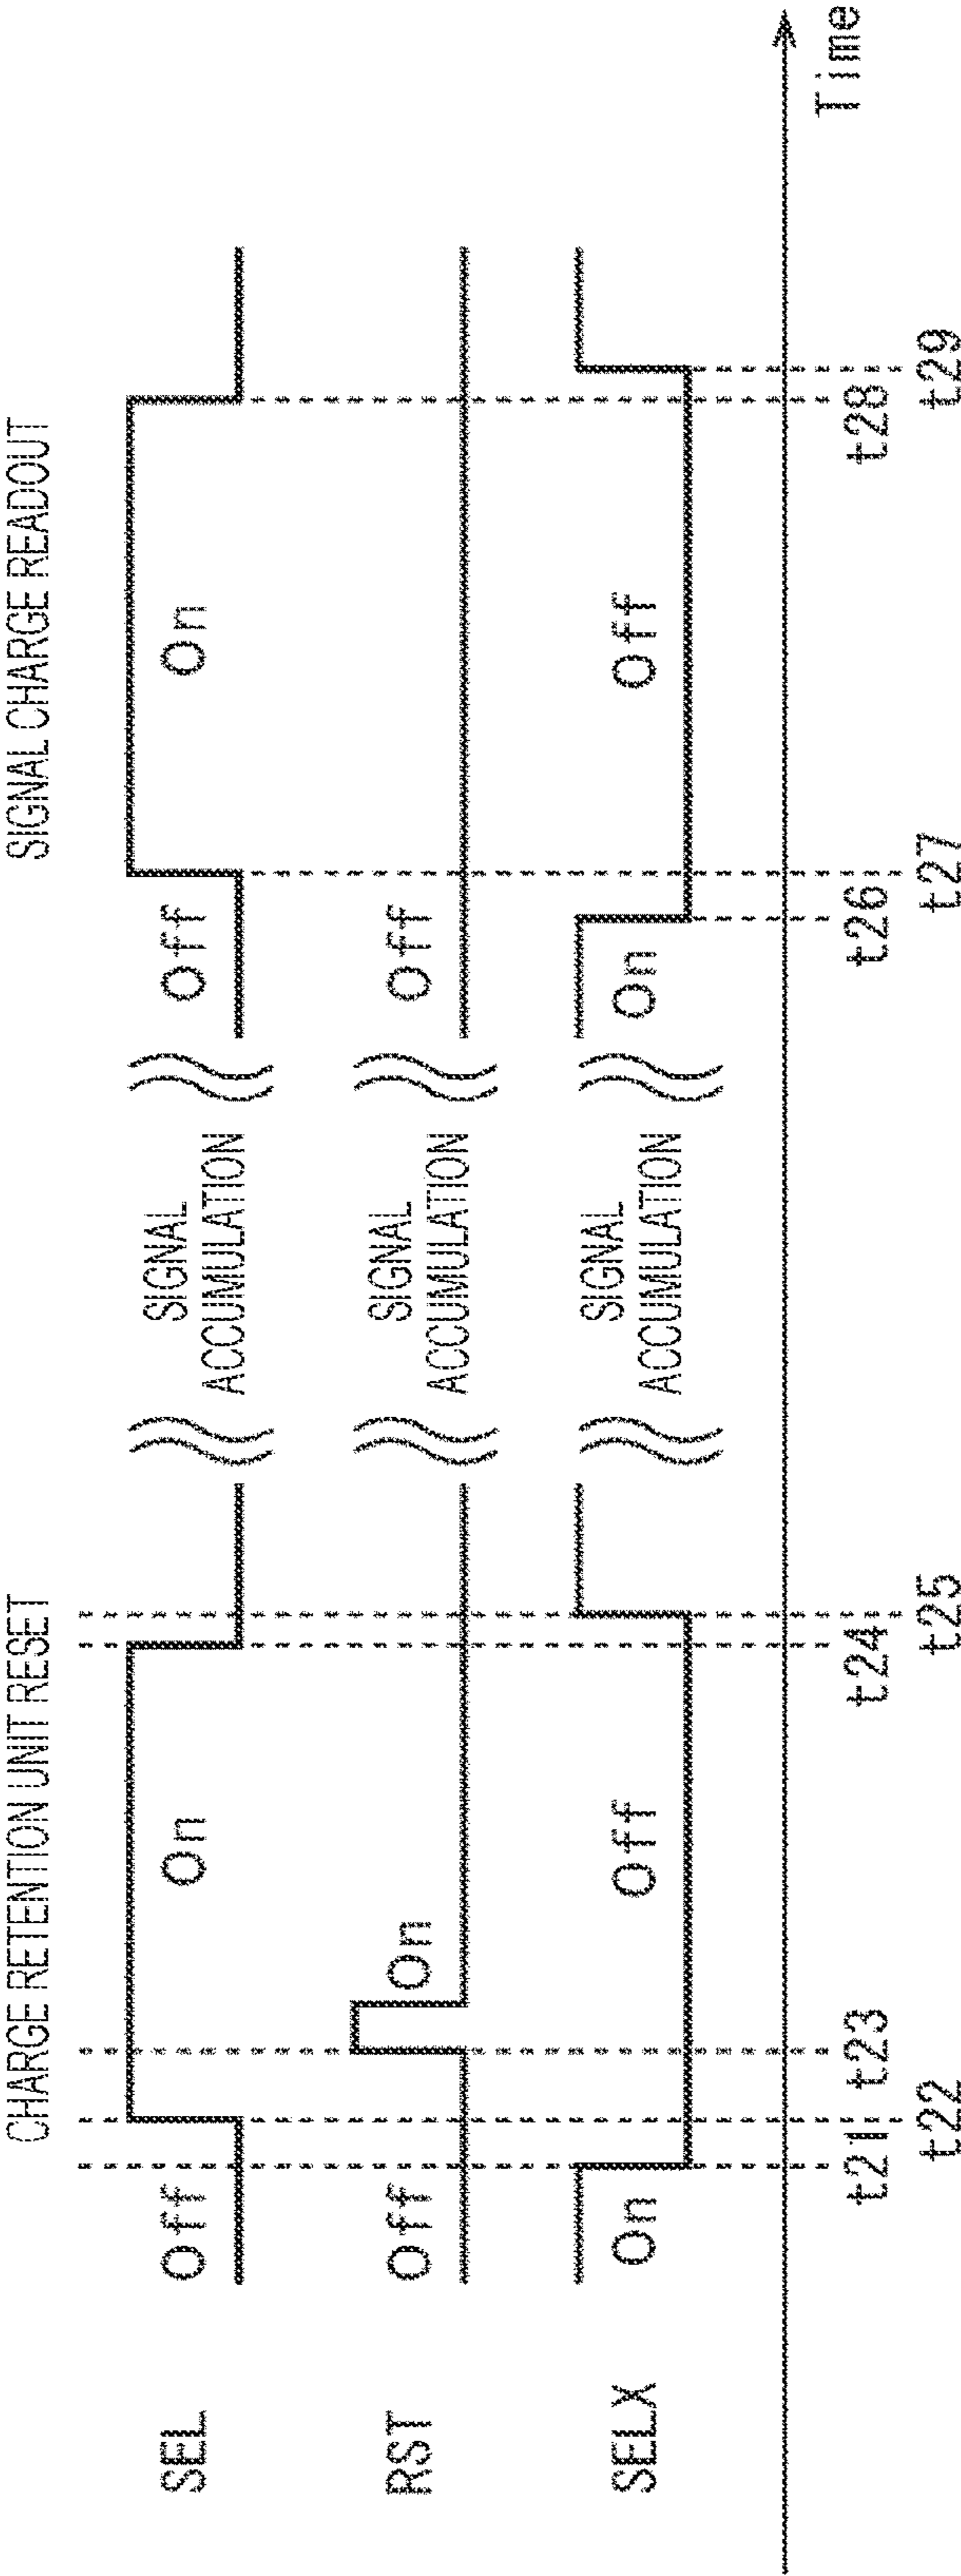 CHARGE RETENTION UNIT RESET
SIGNAL CHARGE READOUT
SEL
Off
On
SIGNAL
ACCUMULATION
Off
On
RST
Off
On
SIGNAL
ACCUMULATION
Off
SELX
On
Off
SIGNAL
ACCUMULATION
On
Off
Time
t21
t23
t24
t26
t28
t22
t25
t27
t29